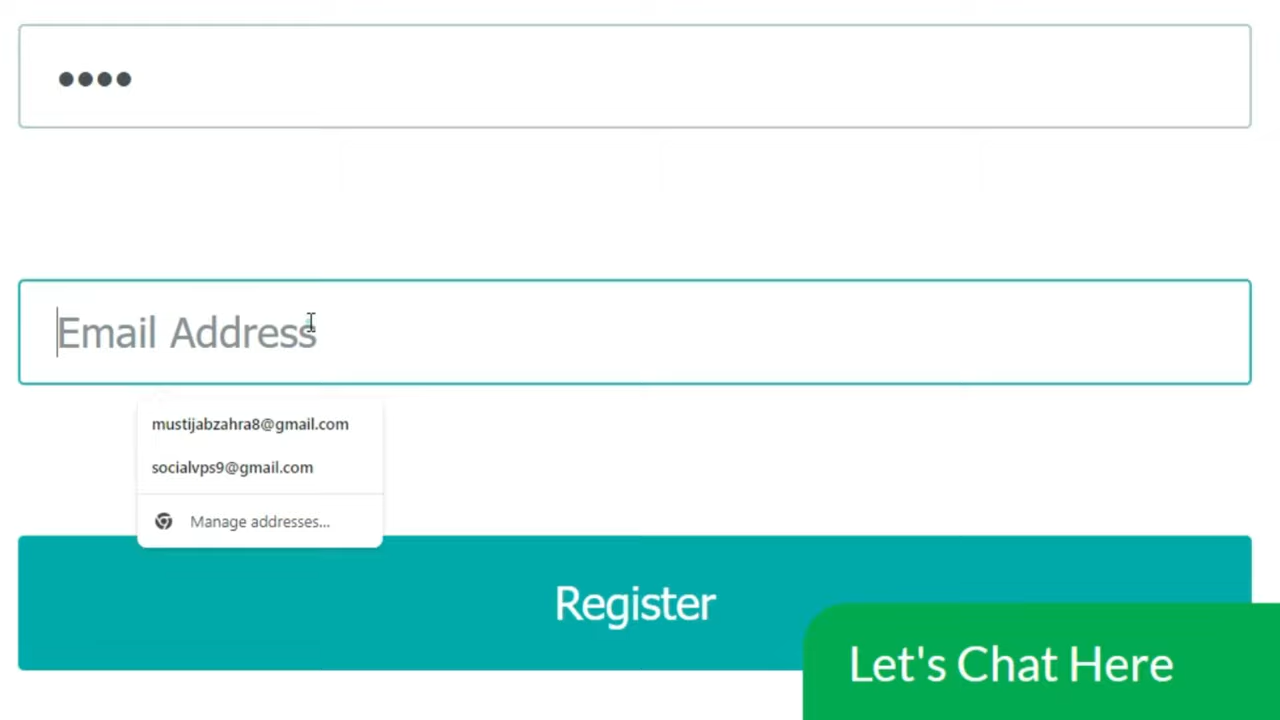 ••••
Email Address
mustijabzahra8@gmail.com
socialvps9@gmail.com
Manage addresses...
Register
Let's Chat Here